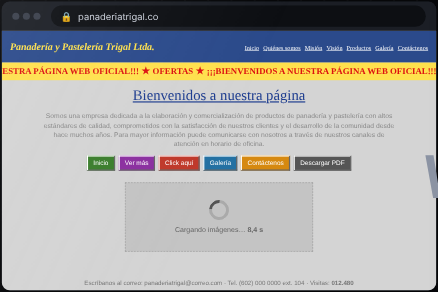 panaderiatrigal.co
Panadería y Pastelería Trigal Ltda.
Inicio Quiénes somos Misión Visión Productos Galería Contáctenos
ESTRA PÁGINA WEB OFICIAL!!! ★ OFERTAS ★ ¡¡¡BIENVENIDOS A NUESTRA PÁGINA WEB OFICIAL!!!
Bienvenidos a nuestra página
Somos una empresa dedicada a la elaboración y comercialización de productos de panadería y pastelería con altos
estándares de calidad, comprometidos con la satisfacción de nuestros clientes y el desarrollo de la comunidad desde
hace muchos años. Para mayor información puede comunicarse con nosotros a través de nuestros canales de
atención en horario de oficina.
Inicio Ver más Click aquí Galería Contáctenos Descargar PDF
Cargando imágenes... 8,4 s
Escríbamos al correo: panaderiatrigal@correo.com · Tel. (602) 000 0000 ext. 104 · Visitas: 012.480